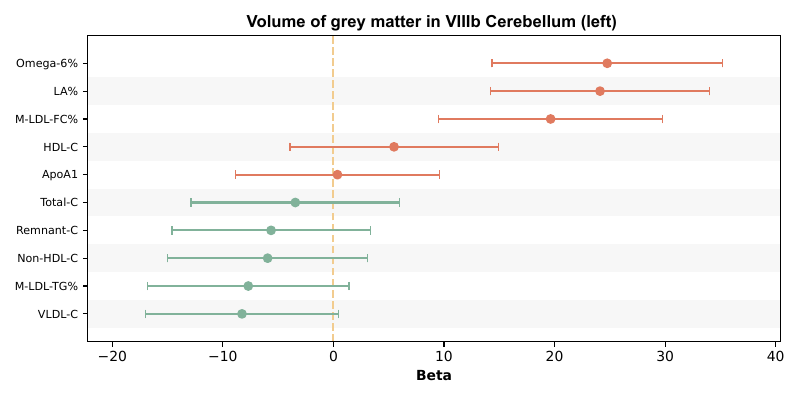 Volume of grey matter in VIIIb Cerebellum (left)
Omega-6%
LA%
M-LDL-FC%
HDL-C
ApoA1
Total-C
Remnant-C
Non-HDL-C
M-LDL-TG%
VLDL-C
−20 −10 0 10 20 30 40
Beta